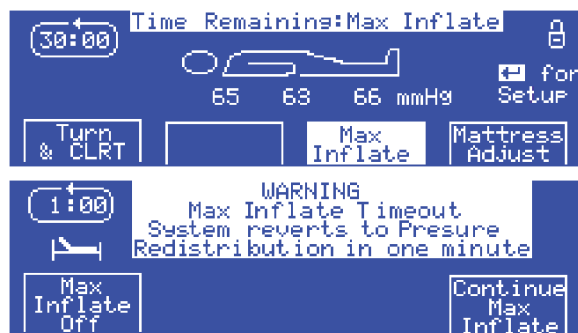 Time Remaining:Max Inflate
30:00
for
65 63 66 mmHg Setup
Turn
& CLRT
Max
Inflate
Mattress
Adjust
WARNING
1:00
Max Inflate Timeout
System reverts to Presure
Redistribution in one minute
Max
Inflate
Off
Continue
Max
Inflate